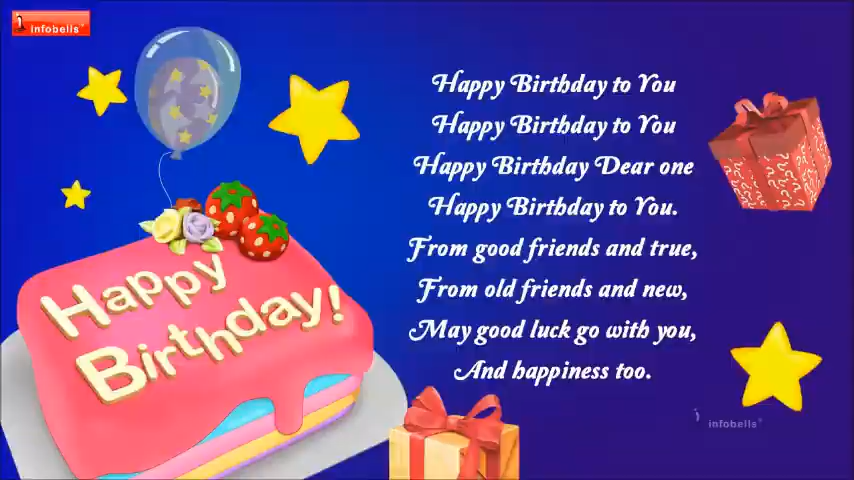 infobells
Happy Birthday to You
Happy Birthday to You
Happy Birthday Dear one
Happy Birthday to You.
From good friends and true,
From old friends and new,
May good luck go with you,
And happiness too.
Happy
Birthday!
infobells